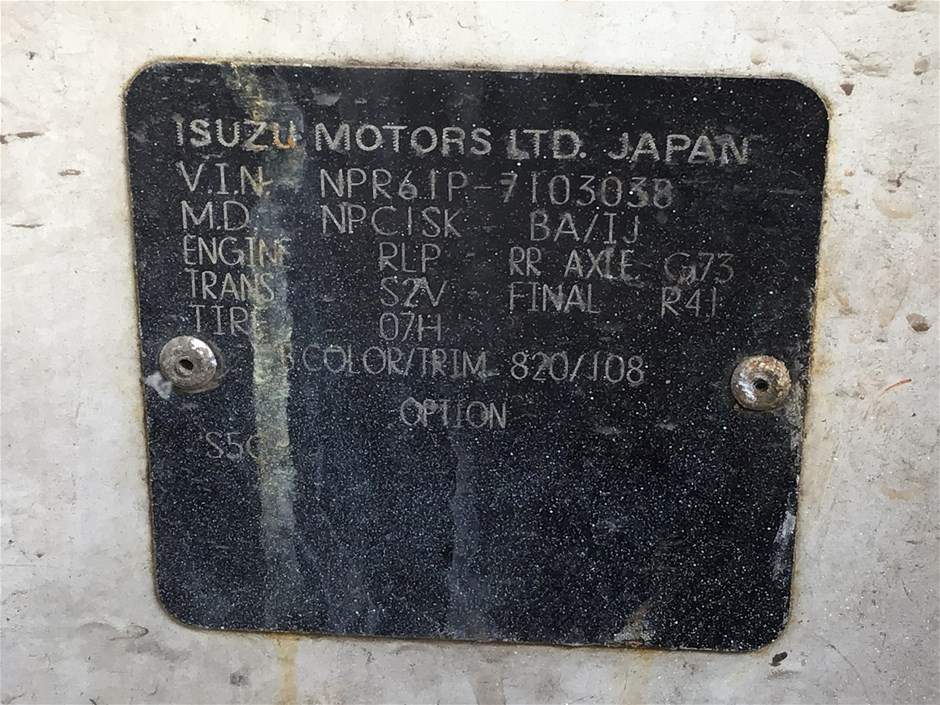 ISUZU MOTORS LTD. JAPAN
V.I.N. NPR61P-7103038
M.D. NPC1SK BA/IJ
ENGINE RLP RR AXLE G73
TRANS S2V FINAL R41
TIRE 07H
COLOR/TRIM 820/108
OPTION